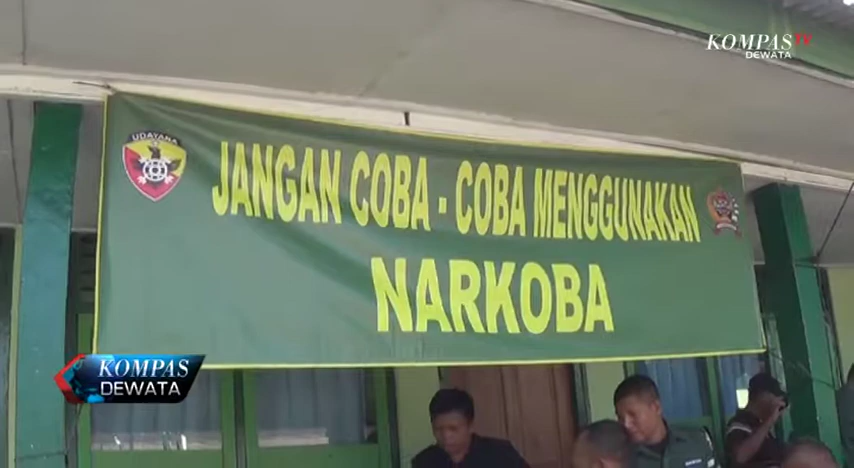 KOMPAS TV
DEWATA
UDAYANA
JANGAN COBA - COBA MENGGUNAKAN
NARKOBA
KOMPAS
DEWATA